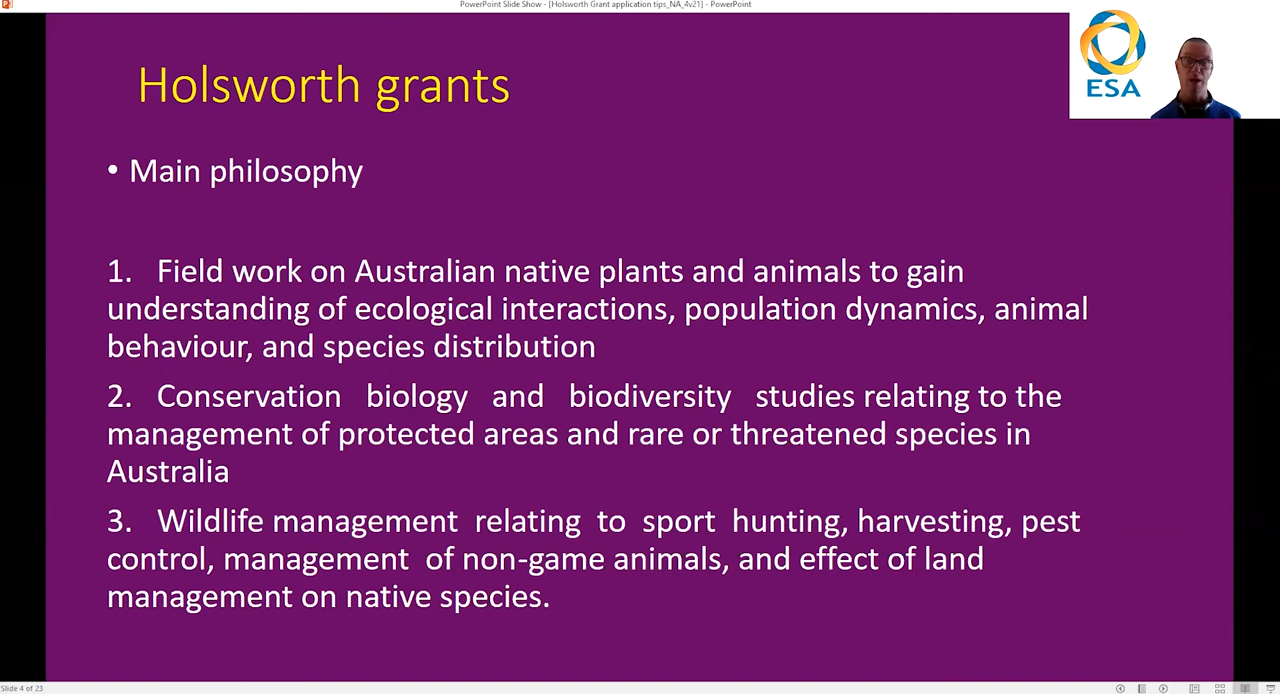 PowerPoint Slide Show - [Holsworth Grant application tips_NA_4v21] - PowerPoint
ESA
Holsworth grants
• Main philosophy
1. Field work on Australian native plants and animals to gain
understanding of ecological interactions, population dynamics, animal
behaviour, and species distribution
2. Conservation biology and biodiversity studies relating to the
management of protected areas and rare or threatened species in
Australia
3. Wildlife management relating to sport hunting, harvesting, pest
control, management of non-game animals, and effect of land
management on native species.
Slide 4 of 23